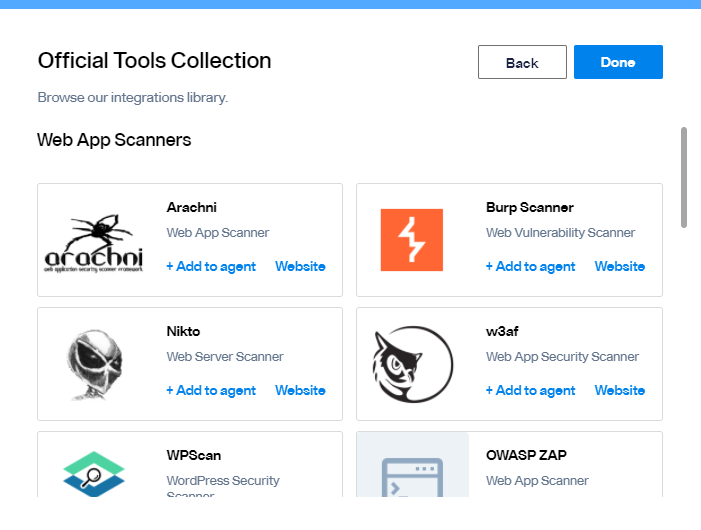 Official Tools Collection
Back
Done
Browse our integrations library.
Web App Scanners
arachni
web application security scanner framework
Arachni
Web App Scanner
+ Add to agent Website
Burp Scanner
Web Vulnerability Scanner
+ Add to agent Website
Nikto
Web Server Scanner
+ Add to agent Website
w3af
Web App Security Scanner
+ Add to agent Website
WPScan
WordPress Security
Scanner
OWASP ZAP
Web App Scanner